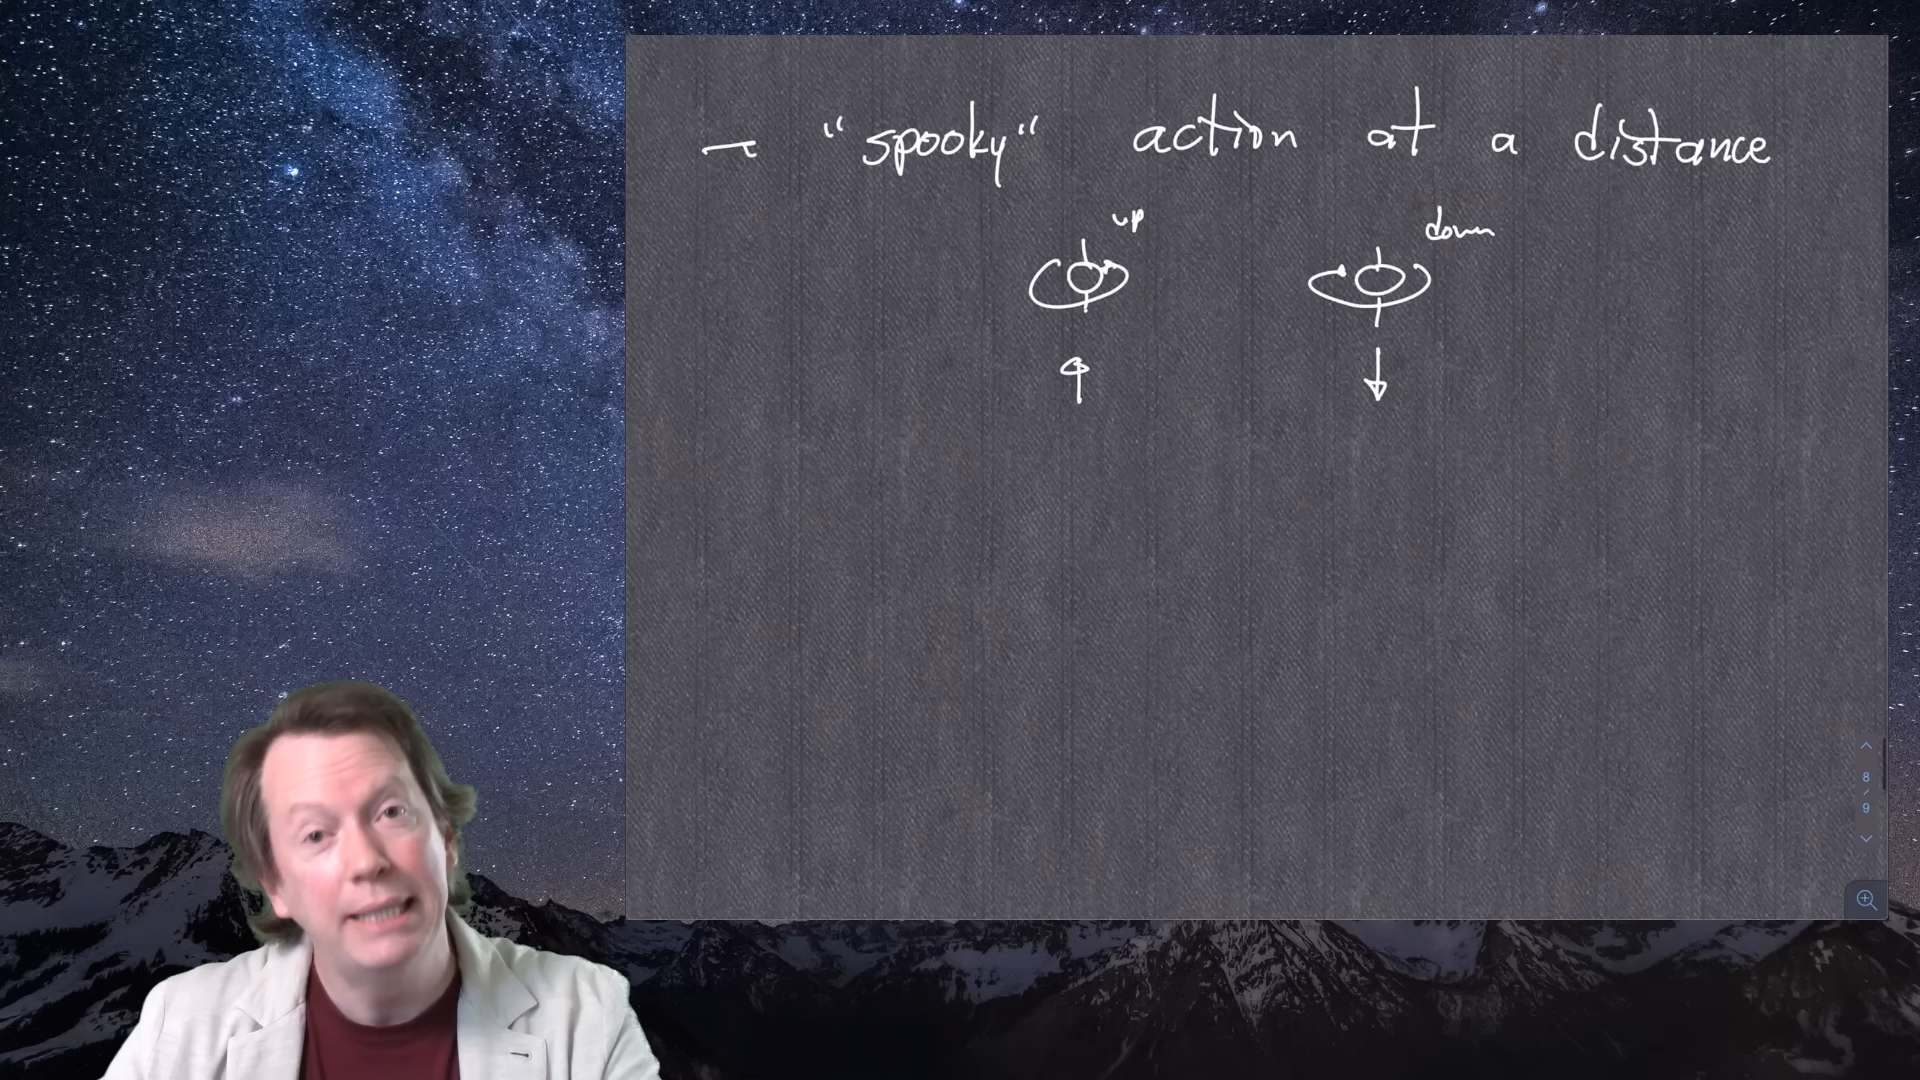 - "spooky" action at a distance
up
down
8
/
9